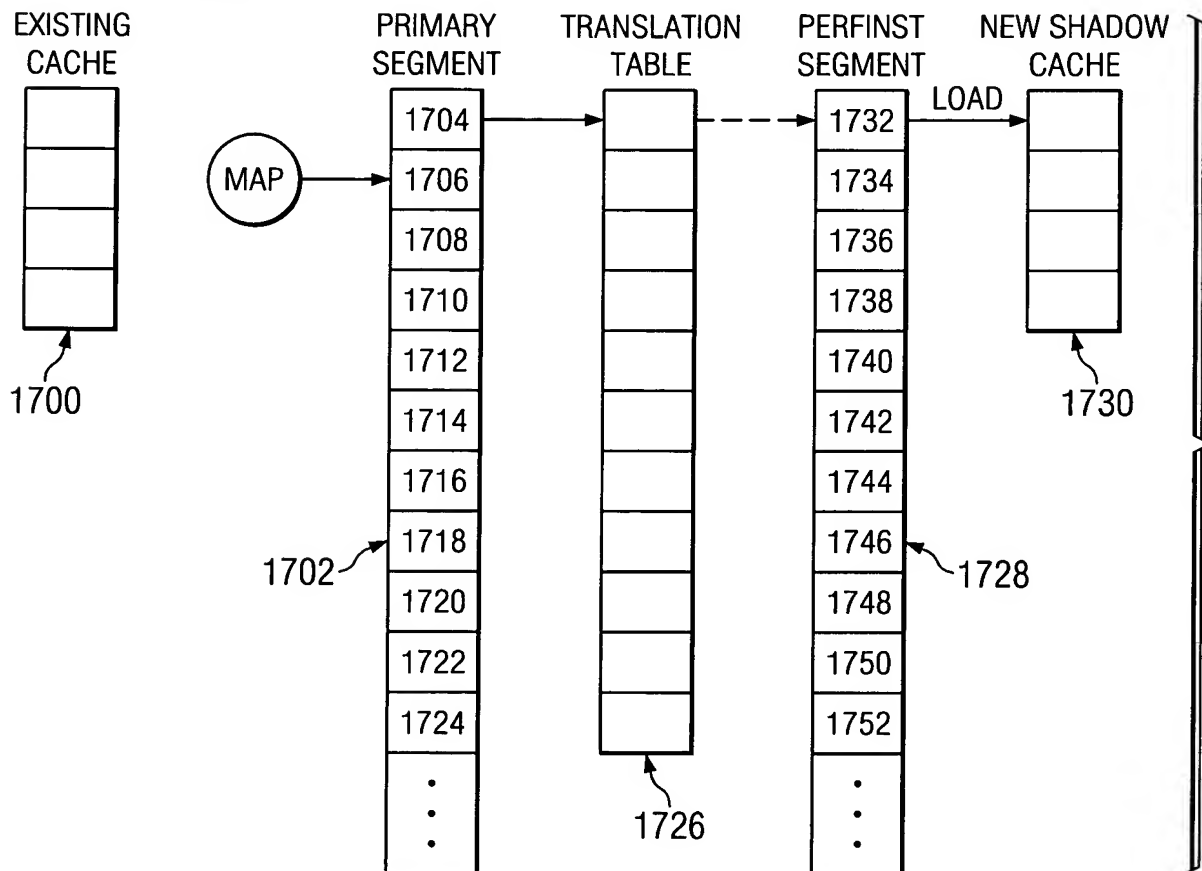 EXISTING
CACHE
PRIMARY
SEGMENT
TRANSLATION
TABLE
PERFINST
SEGMENT
NEW SHADOW
CACHE
LOAD
MAP
1704
1706
1708
1710
1712
1714
1716
1718
1720
1722
1724
1732
1734
1736
1738
1740
1742
1744
1746
1748
1750
1752
1700
1702
1726
1728
1730